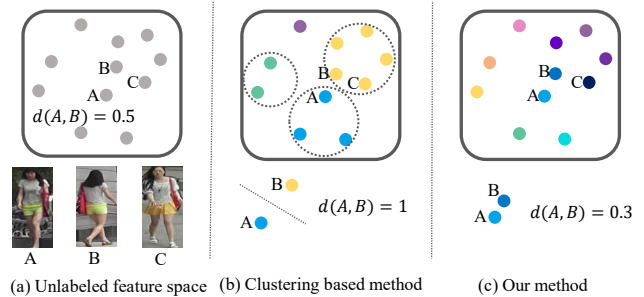 B
C
A
d(A, B) = 0.5
A
B
C
(a) Unlabeled feature space
B
C
A
B
A
d(A, B) = 1
(b) Clustering based method
B
C
A
B
A
d(A, B) = 0.3
(c) Our method